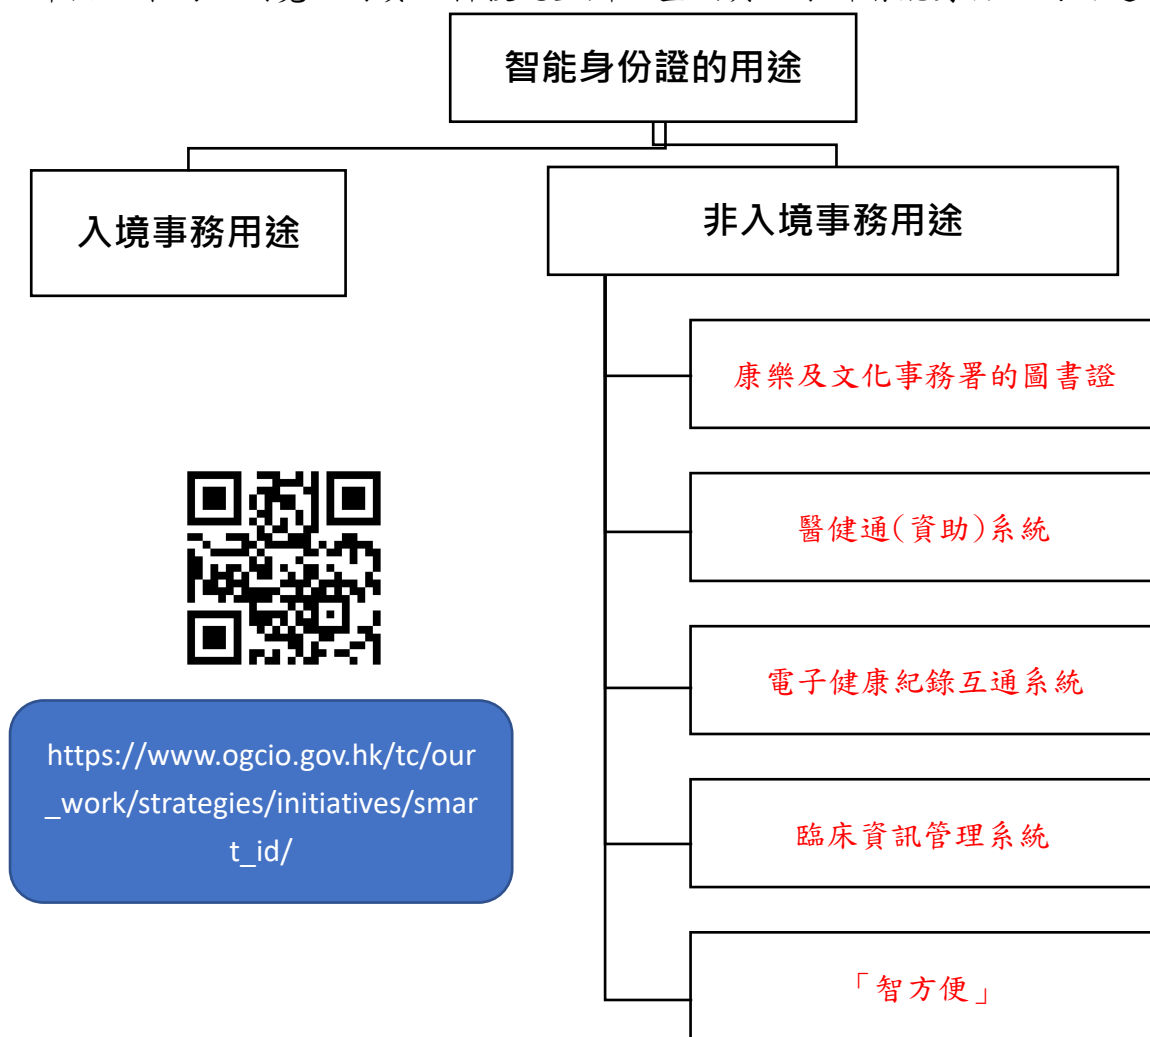 智能身份證的用途
入境事務用途
非入境事務用途
康樂及文化事務署的圖書證
醫健通(資助)系統
電子健康紀錄互通系統
臨床資訊管理系統
「智方便」
https://www.ogcio.gov.hk/tc/our
_work/strategies/initiatives/smar
t_id/